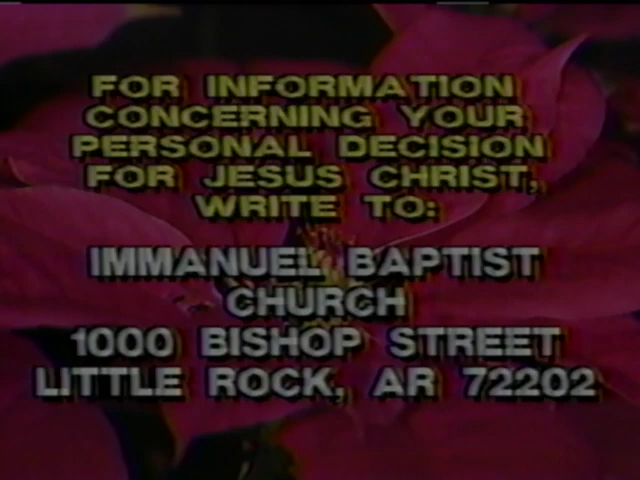 FOR INFORMATION
CONCERNING YOUR
PERSONAL DECISION
FOR JESUS CHRIST,
WRITE TO:
IMMANUEL BAPTIST
CHURCH
1000 BISHOP STREET
LITTLE ROCK, AR 72202